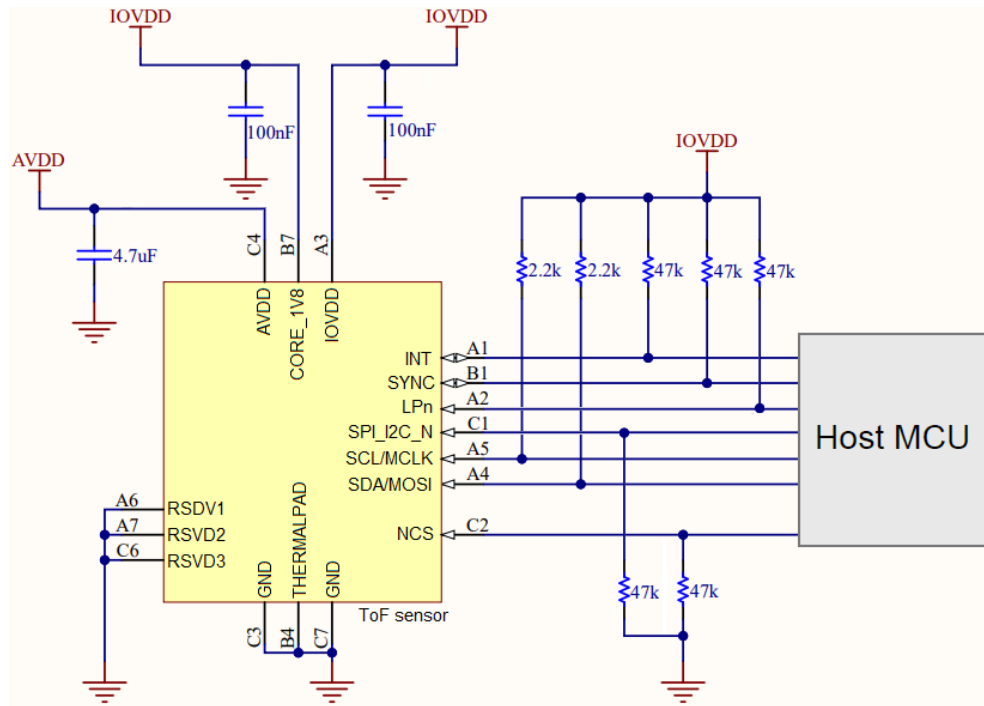 IOVDD
IOVDD
100nF
100nF
IOVDD
AVDD
4.7uF
C4
B7
A3
2.2k
2.2k
47k
47k
47k
AVDD
CORE_1V8
IOVDD
INT
A1
SYNC
B1
LPn
A2
SPI_I2C_N
C1
SCL/MCLK
A5
SDA/MOSI
A4
Host MCU
A6
RSDV1
A7
RSVD2
C6
RSVD3
NCS
C2
GND
THERMALPAD
GND
47k
47k
ToF sensor
C3
B4
C7